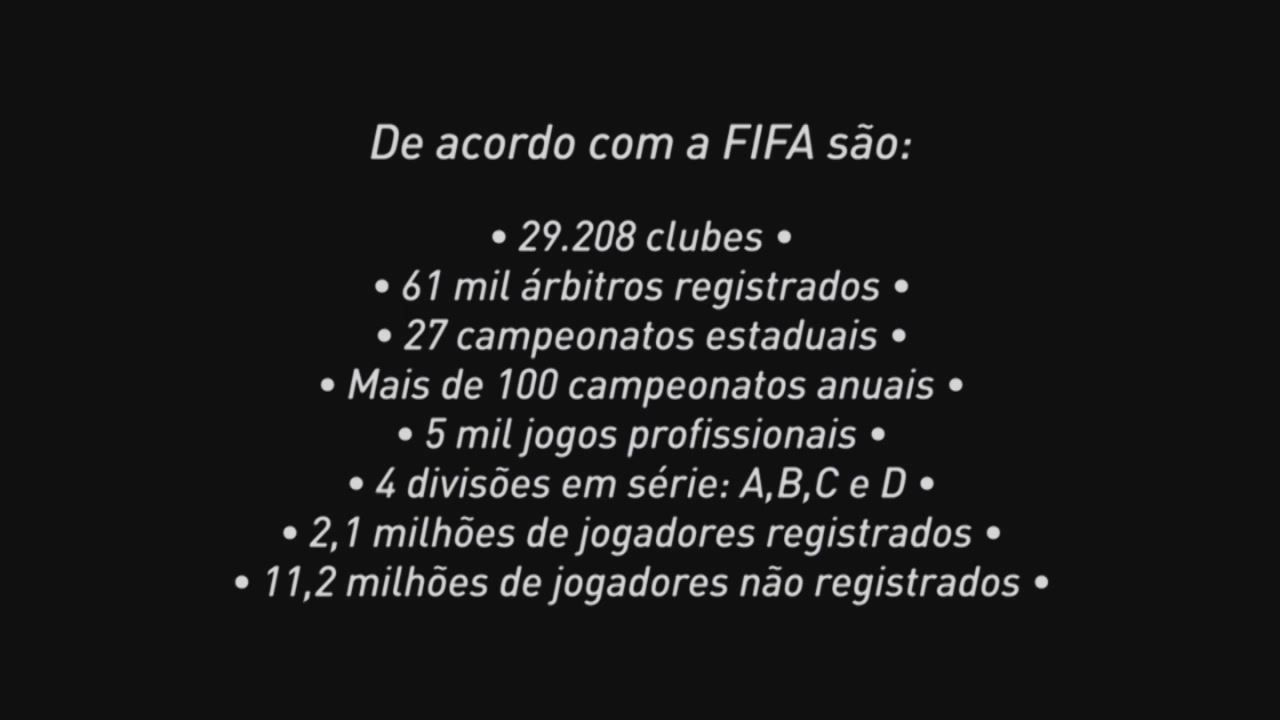 De acordo com a FIFA são:
• 29.208 clubes •
• 61 mil árbitros registrados •
• 27 campeonatos estaduais •
• Mais de 100 campeonatos anuais •
• 5 mil jogos profissionais •
• 4 divisões em série: A,B,C e D •
• 2,1 milhões de jogadores registrados •
• 11,2 milhões de jogadores não registrados •